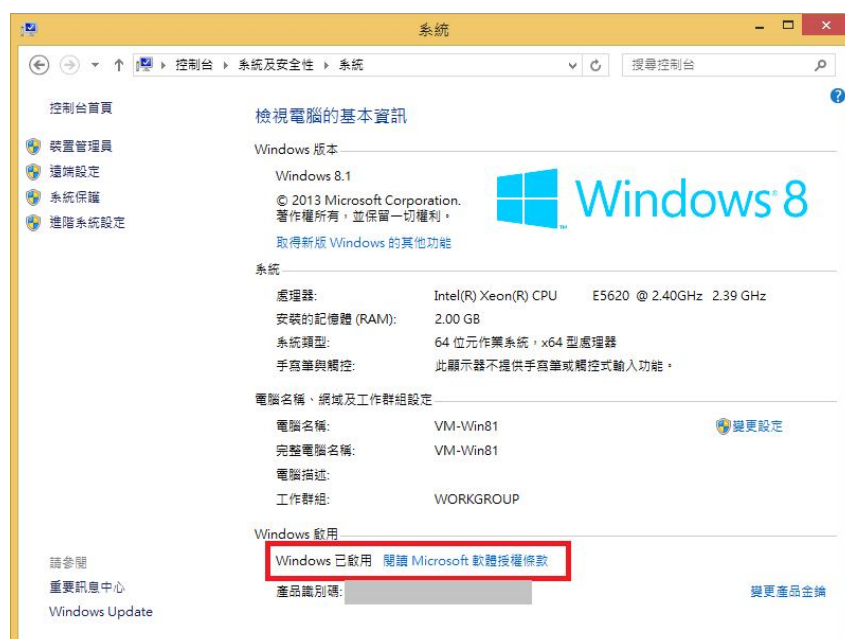 系統
控制台 系統及安全性 系統
搜尋控制台
控制台首頁
裝置管理員
遠端設定
系統保護
進階系統設定
檢視電腦的基本資訊
Windows 版本
Windows 8.1
© 2013 Microsoft Corporation.
著作權所有，並保留一切權利。
取得新版 Windows 的其他功能
Windows 8
系統
處理器: Intel(R) Xeon(R) CPU E5620 @ 2.40GHz 2.39 GHz
安裝的記憶體 (RAM): 2.00 GB
系統類型: 64 位元作業系統，x64 型處理器
手寫筆與觸控: 此顯示器不提供手寫筆或觸控式輸入功能。
電腦名稱、網域及工作群組設定
電腦名稱: VM-Win81 變更設定
完整電腦名稱: VM-Win81
電腦描述:
工作群組: WORKGROUP
Windows 啟用
Windows 已啟用 閱讀 Microsoft 軟體授權條款
產品識別碼: 變更產品金鑰
請參閱
重要訊息中心
Windows Update